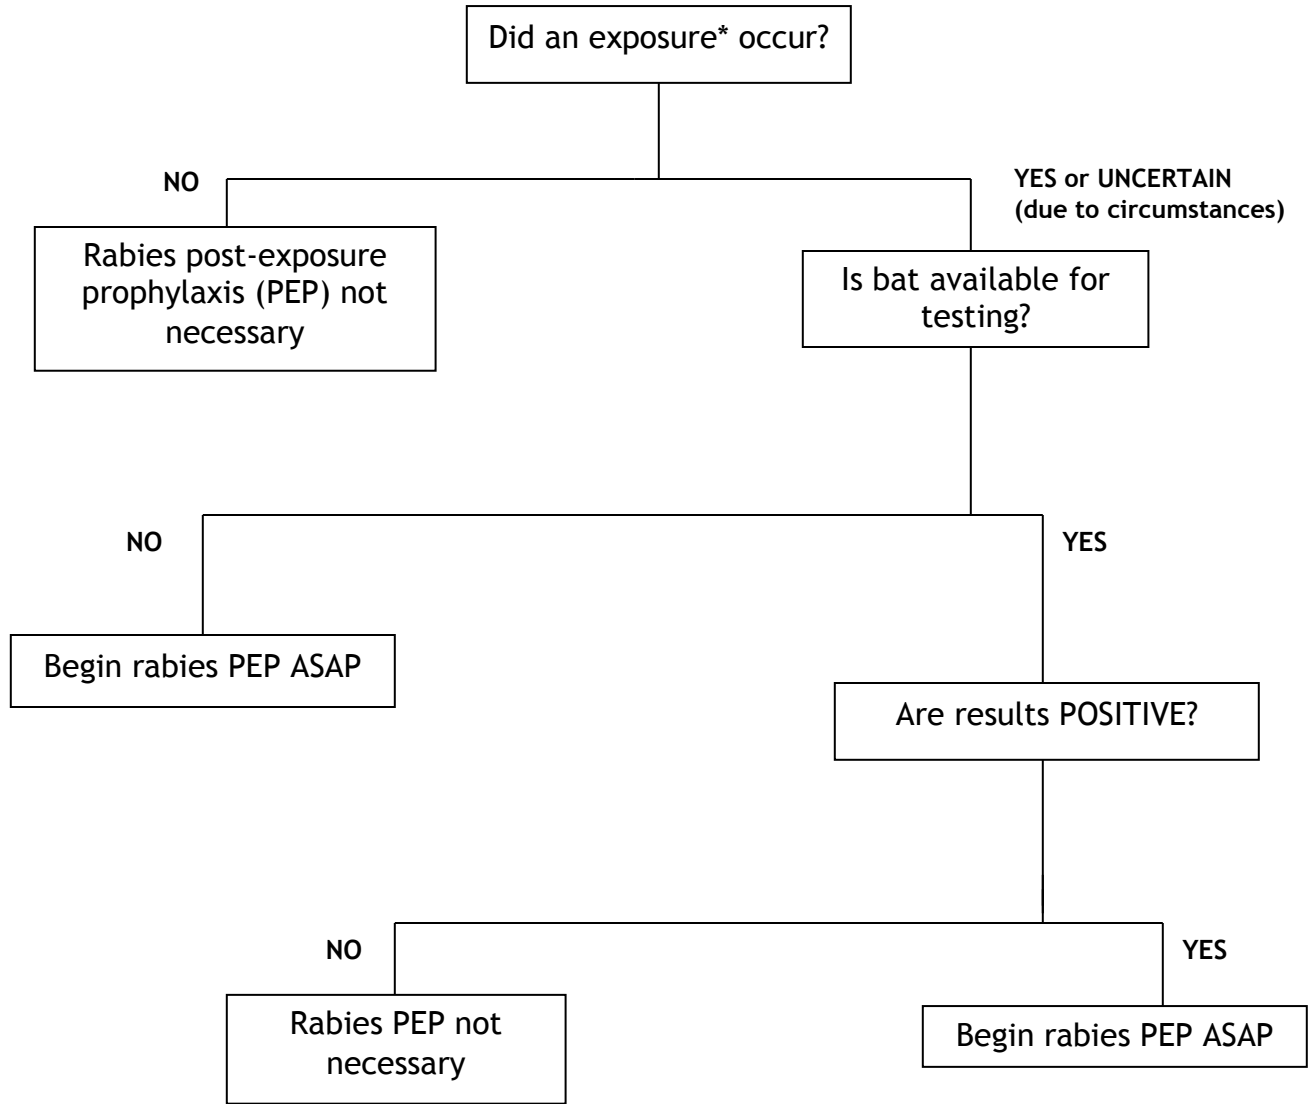 Did an exposure* occur?
NO
YES or UNCERTAIN
(due to circumstances)
Rabies post-exposure
prophylaxis (PEP) not
necessary
Is bat available for
testing?
NO
YES
Begin rabies PEP ASAP
Are results POSITIVE?
NO
YES
Rabies PEP not
necessary
Begin rabies PEP ASAP